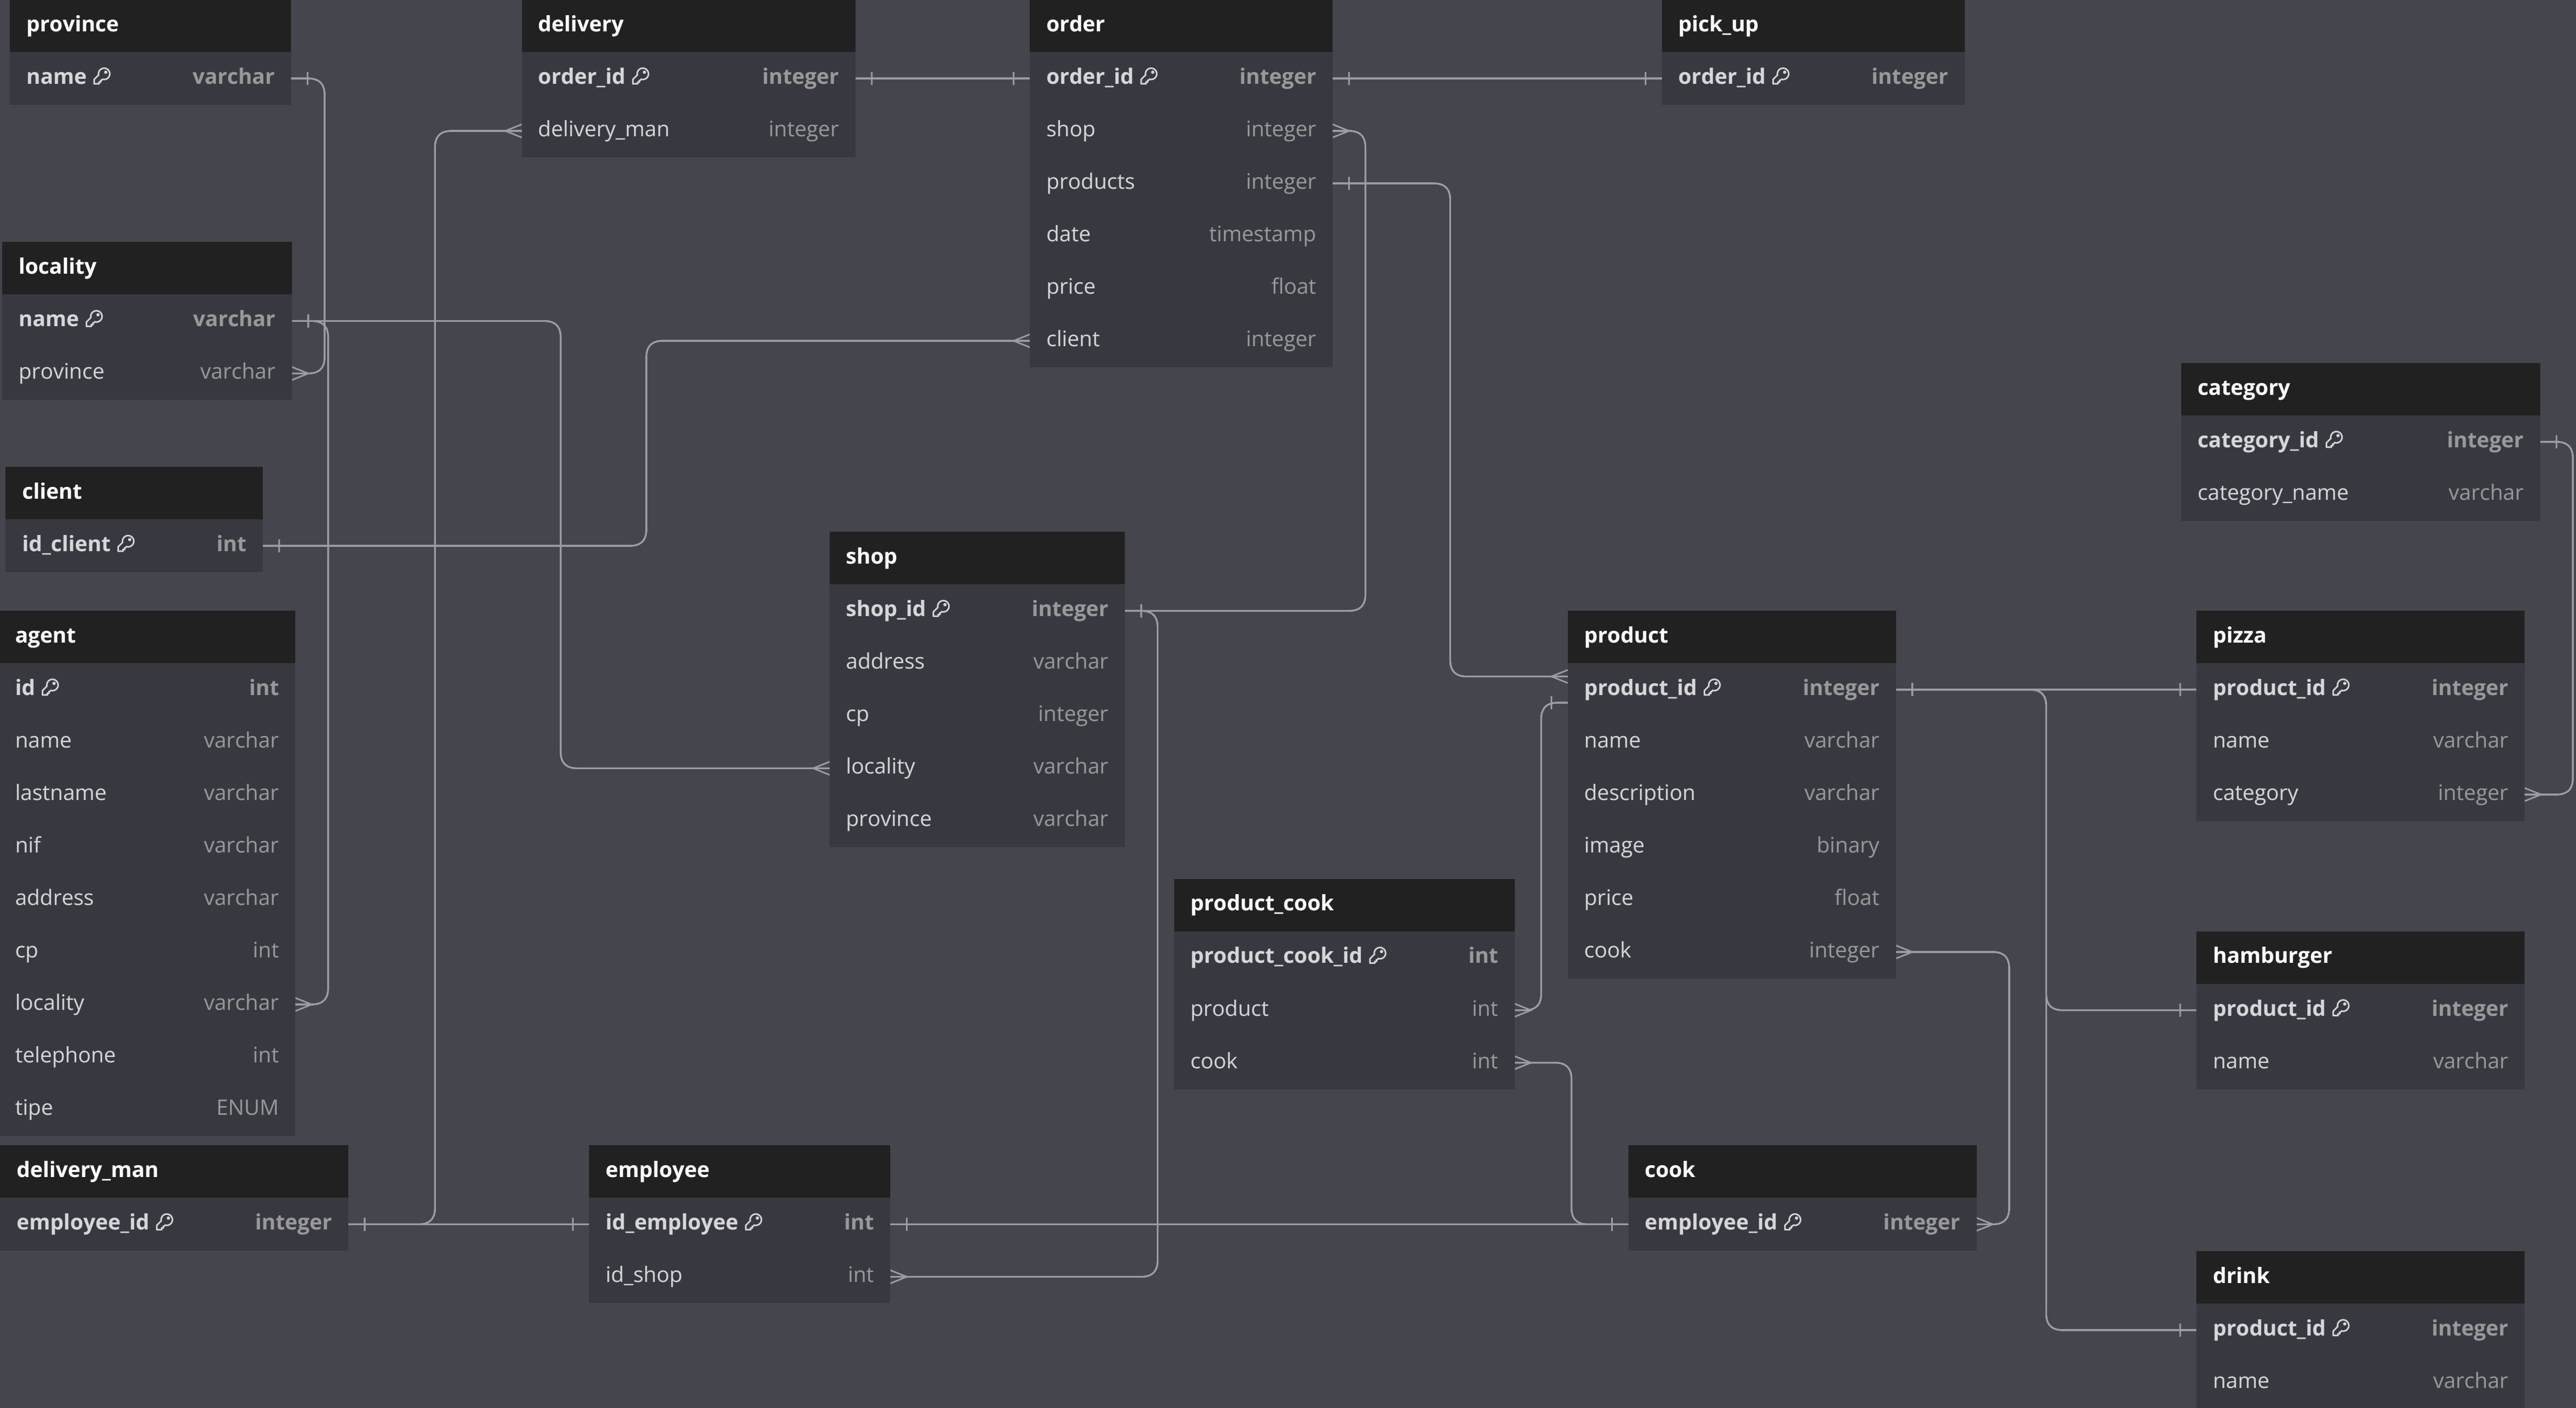 province
name varchar
delivery
order_id integer
delivery_man integer
order
order_id integer
shop integer
products integer
date timestamp
price float
client integer
pick_up
order_id integer
locality
name varchar
province varchar
category
category_id integer
category_name varchar
client
id_client int
shop
shop_id integer
address varchar
cp integer
locality varchar
province varchar
agent
id int
name varchar
lastname varchar
nif varchar
address varchar
cp int
locality varchar
telephone int
tipe ENUM
product
product_id integer
name varchar
description varchar
image binary
price float
cook integer
pizza
product_id integer
name varchar
category integer
product_cook
product_cook_id int
product int
cook int
hamburger
product_id integer
name varchar
delivery_man
employee_id integer
employee
id_employee int
id_shop int
cook
employee_id integer
drink
product_id integer
name varchar